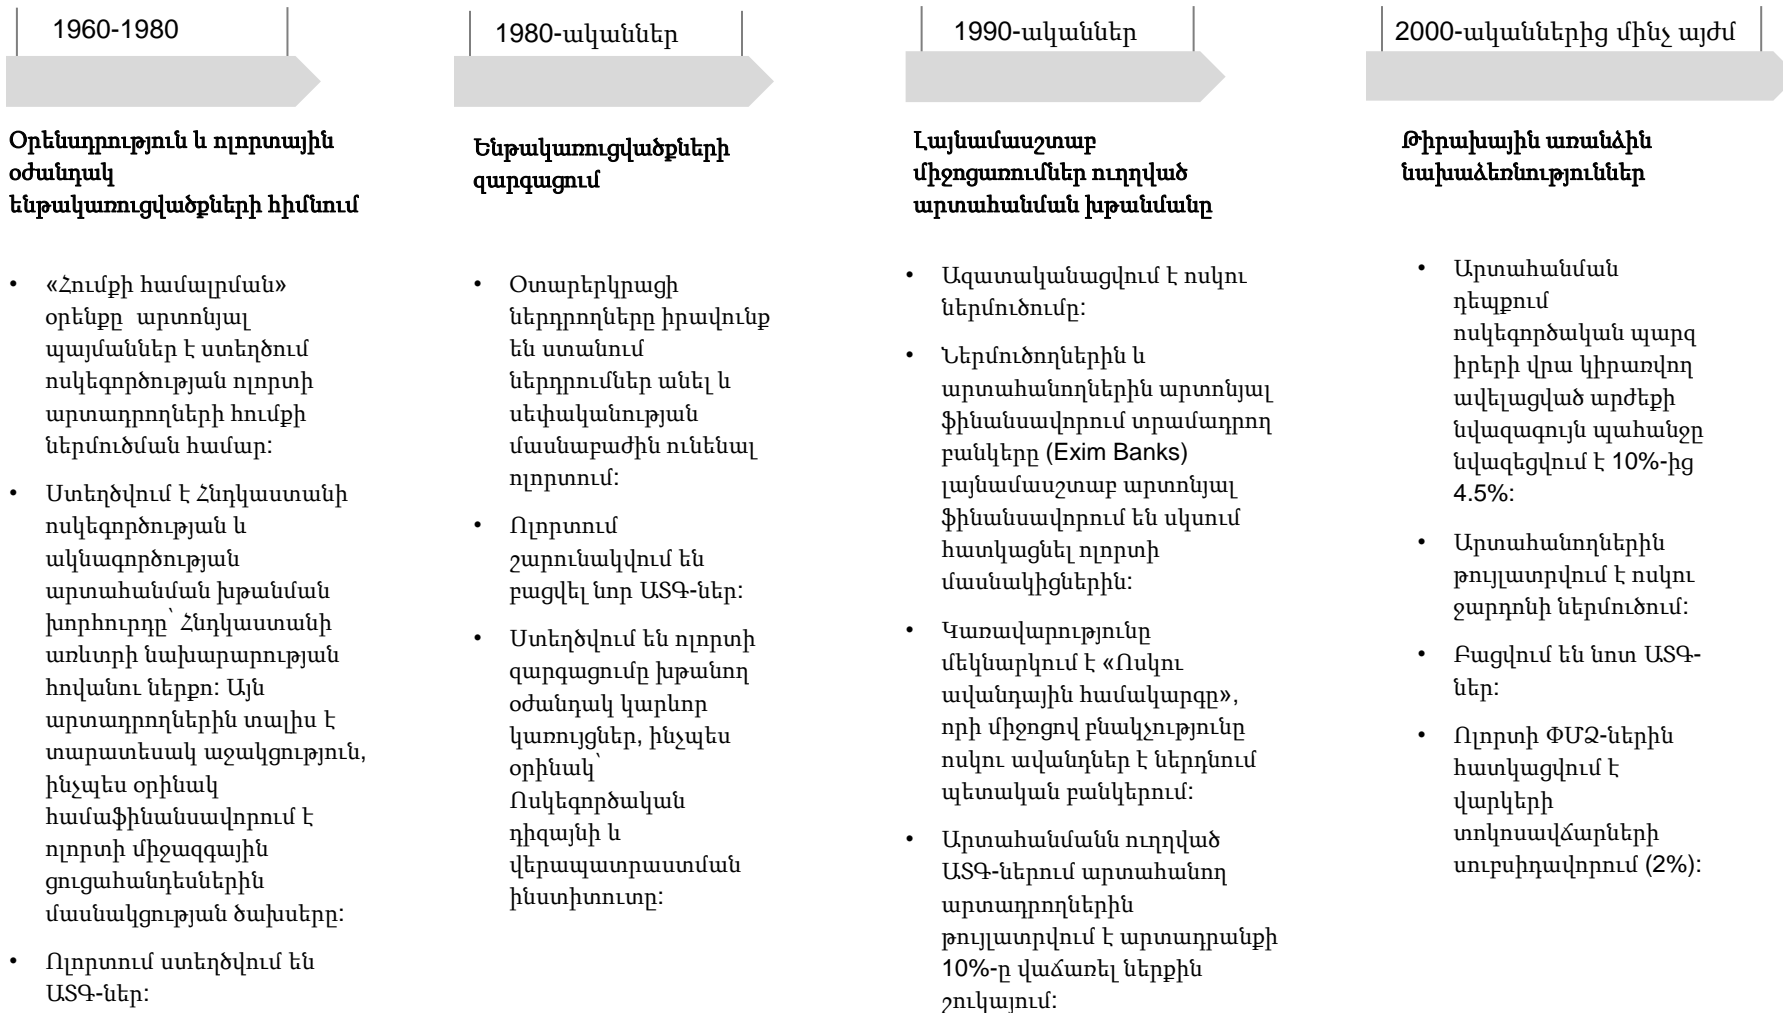 1960-1980
Օրենսդրություն և ոլորտային
օժանդակ
ենթակառուցվածքների հիմնում
• «Հումքի համալրման»
օրենքը արտոնյալ
պայմաններ է ստեղծում
ոսկեգործության ոլորտի
արտադրողների հումքի
ներմուծման համար:
• Ստեղծվում է Հնդկաստանի
ոսկեգործության և
ակնագործության
արտահանման խթանման
խորհուրդը՝ Հնդկաստանի
առևտրի նախարարության
հովանու ներքո: Այն
արտադրողներին տալիս է
տարատեսակ աջակցություն,
ինչպես օրինակ
համաֆինանսավորում է
ոլորտի միջազգային
ցուցահանդեսներին
մասնակցության ծախսերը:
• Ոլորտում ստեղծվում են
ԱՏԳ-ներ:
1980-ականներ
Ենթակառուցվածքների
զարգացում
• Օտարերկրացի
ներդրողները իրավունք
են ստանում
ներդրումներ անել և
սեփականության
մասնաբաժին ունենալ
ոլորտում:
• Ոլորտում
շարունակվում են
բացվել նոր ԱՏԳ-ներ:
• Ստեղծվում են ոլորտի
զարգացումը խթանող
օժանդակ կարևոր
կառույցներ, ինչպես
օրինակ՝
Ոսկեգործական
դիզայնի և
վերապատրաստման
ինստիտուտը:
1990-ականներ
Լայնամասշտաբ
միջոցառումներ ուղղված
արտահանման խթանմանը
• Ազատականացվում է ոսկու
ներմուծումը:
• Ներմուծողներին և
արտահանողներին արտոնյալ
ֆինանսավորում տրամադրող
բանկերը (Exim Banks)
լայնամասշտաբ արտոնյալ
ֆինանսավորում են սկսում
հատկացնել ոլորտի
մասնակիցներին:
• Կառավարությունը
մեկնարկում է «Ոսկու
ավանդային համակարգը»,
որի միջոցով բնակչությունը
ոսկու ավանդներ է ներդնում
պետական բանկերում:
• Արտահանմանն ուղղված
ԱՏԳ-ներում արտահանող
արտադրողներին
թույլատրվում է արտադրանքի
10%-ը վաճառել ներքին
շուկայում:
2000-ականներից մինչ այժմ
Թիրախային առանձին
նախաձեռնություններ
• Արտահանման
դեպքում
ոսկեգործական պարզ
իրերի վրա կիրառվող
ավելացված արժեքի
նվազագույն պահանջը
նվազեցվում է 10%-ից
4.5%:
• Արտահանողներին
թույլատրվում է ոսկու
ջարդոնի ներմուծում:
• Բացվում են նոտ ԱՏԳ-
ներ:
• Ոլորտի ՓՄՁ-ներին
հատկացվում է
վարկերի
տոկոսավճարների
սուբսիդավորում (2%):